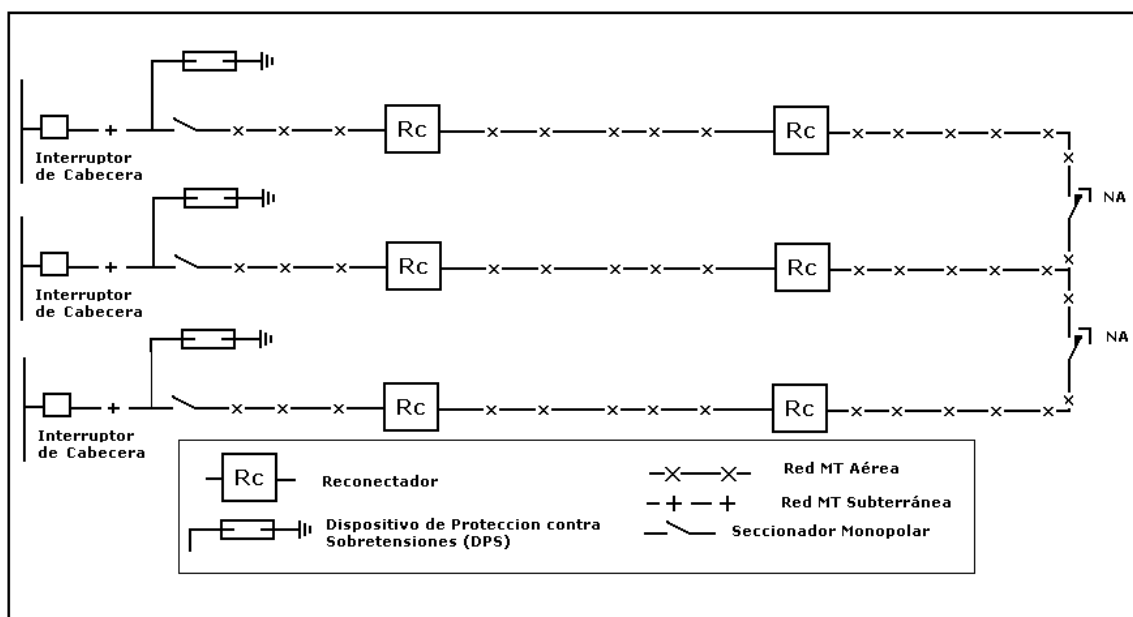 Rc
Rc
Interruptor
de Cabecera
NA
Rc
Rc
Interruptor
de Cabecera
NA
Rc
Rc
Interruptor
de Cabecera
Rc
Reconectador
Dispositivo de Proteccion contra
Sobretensiones (DPS)
Red MT Aérea
Red MT Subterránéa
Seccionador Monopolar